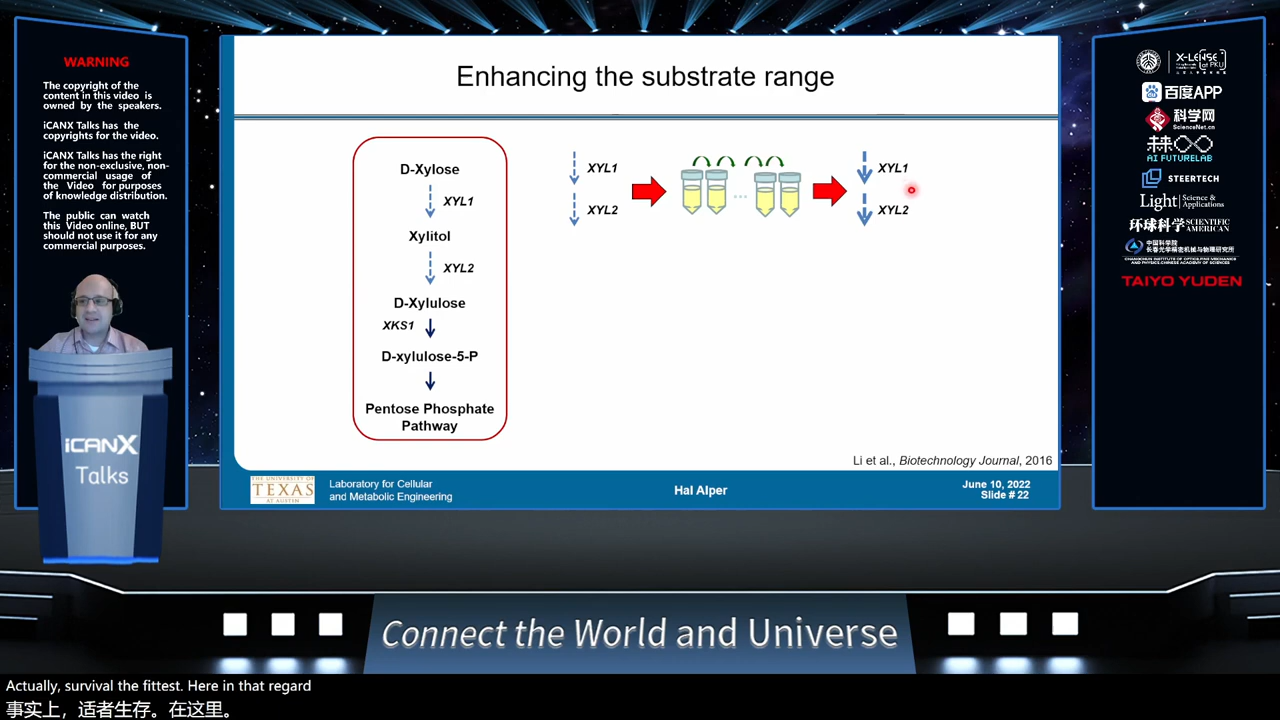 WARNING
The copyright of the
content in this video is
owned by the speakers.
iCANX Talks has the
copyrights for the video.
iCANX Talks has the right
for the non-exclusive, non-
commercial usage of
the Video for purposes
of knowledge distribution.
The public can watch
this Video online, BUT
should not use it for any
commercial purposes.
iCANX
Talks
Enhancing the substrate range
D-Xylose
XYL1
Xylitol
XYL2
D-Xylulose
XKS1
D-xylulose-5-P
Pentose Phosphate
Pathway
XYL1
XYL2
XYL1
XYL2
Li et al., Biotechnology Journal, 2016
THE UNIVERSITY OF
TEXAS
AT AUSTIN
Laboratory for Cellular
and Metabolic Engineering
Hal Alper
June 10, 2022
Slide # 22
X-LENSE
at PKU
百度APP
科学网
ScienceNet.cn
AI FUTURELAB
STEERTECH
Light Science & Applications
环球科学 SCIENTIFIC AMERICAN
中国科学院
长春光学精密机械与物理研究所
CHANGCHUN INSTITUTE OF OPTICS, FINE MECHANICS
AND PHYSICS, CHINESE ACADEMY OF SCIENCES
TAIYO YUDEN
Connect the World and Universe
Actually, survival the fittest. Here in that regard
事实上，适者生存。在这里。